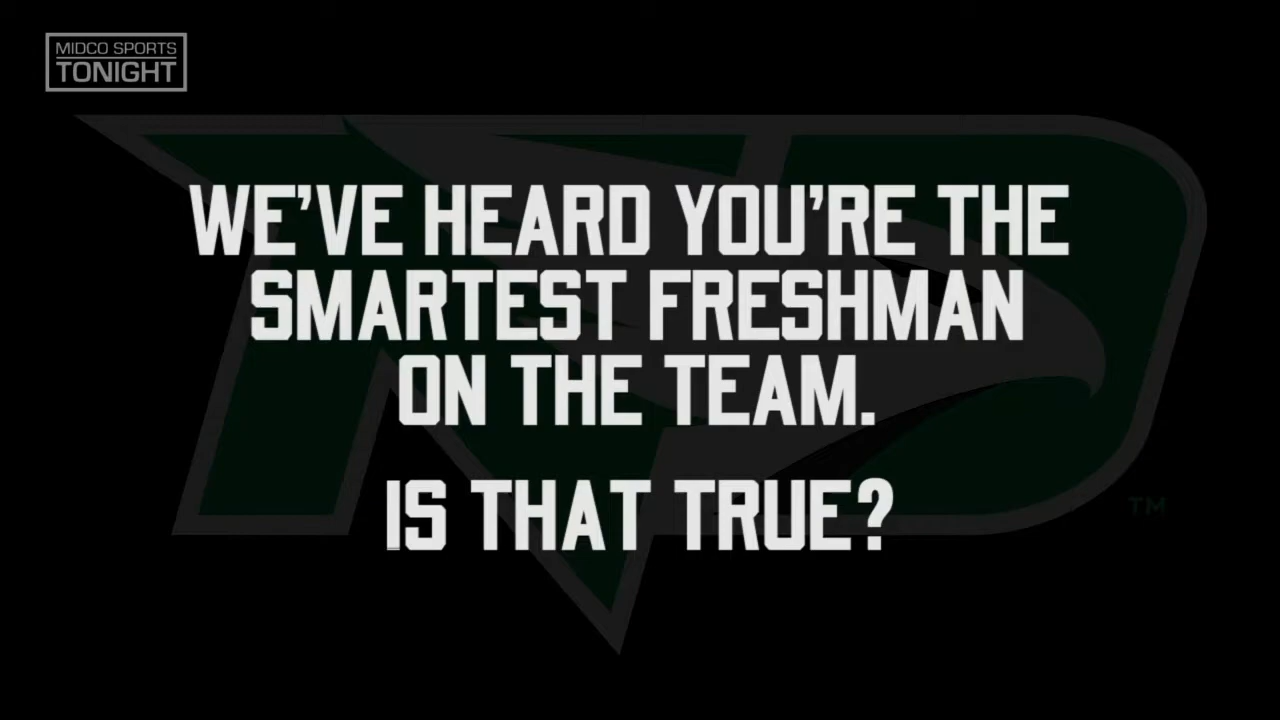 MIDCO SPORTS
TONIGHT
WE'VE HEARD YOU'RE THE
SMARTEST FRESHMAN
ON THE TEAM.
IS THAT TRUE?
TM